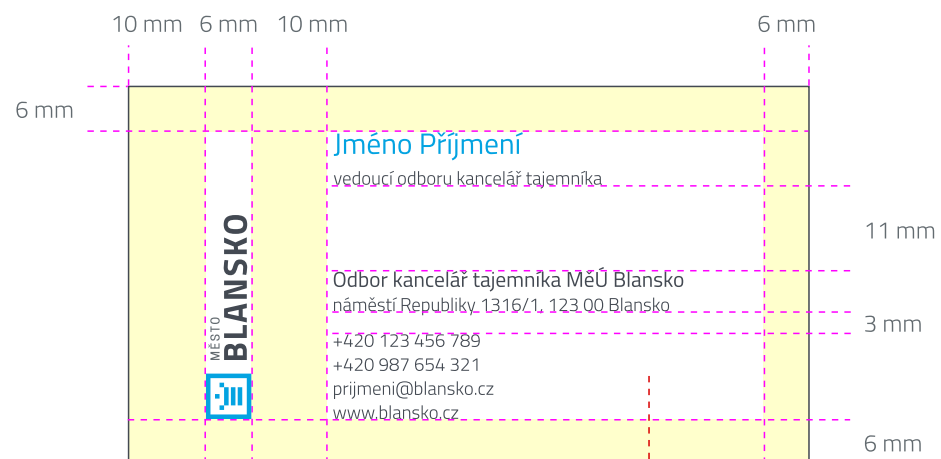 10 mm 6 mm 10 mm 6 mm
6 mm
Jméno Příjmení
vedoucí odboru kancelář tajemníka
11 mm
MĚSTO
BLANSKO
Odbor kancelář tajemníka MěÚ Blansko
náměstí Republiky 1316/1, 123 00 Blansko
3 mm
+420 123 456 789
+420 987 654 321
prijmeni@blansko.cz
www.blansko.cz
6 mm